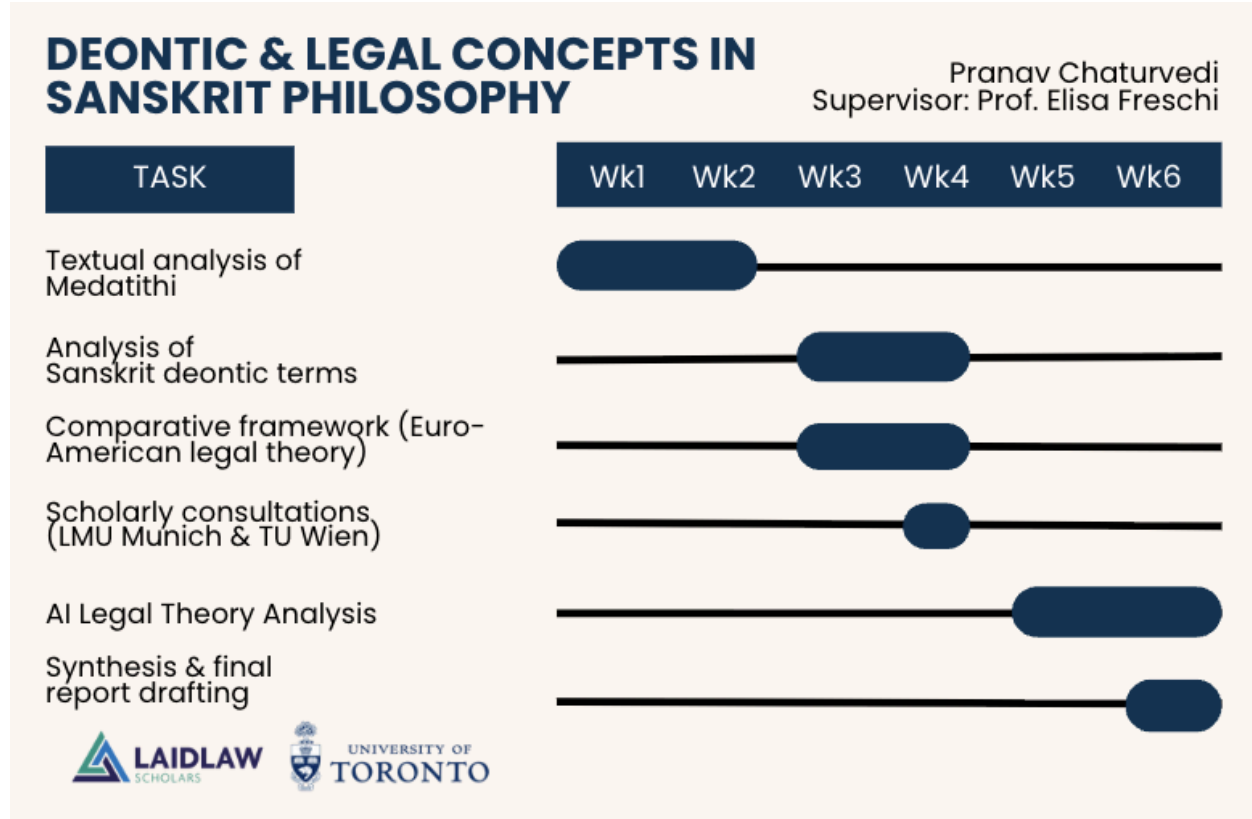 DEONTIC & LEGAL CONCEPTS IN
SANSKRIT PHILOSOPHY
Pranav Chaturvedi
Supervisor: Prof. Elisa Freschi
TASK
Wk1 Wk2 Wk3 Wk4 Wk5 Wk6
Textual analysis of
Medatithi
Analysis of
Sanskrit deontic terms
Comparative framework (Euro-
American legal theory)
Scholarly consultations
(LMU Munich & TU Wien)
AI Legal Theory Analysis
Synthesis & final
report drafting
LAIDLAW
SCHOLARS
UNIVERSITY OF
TORONTO